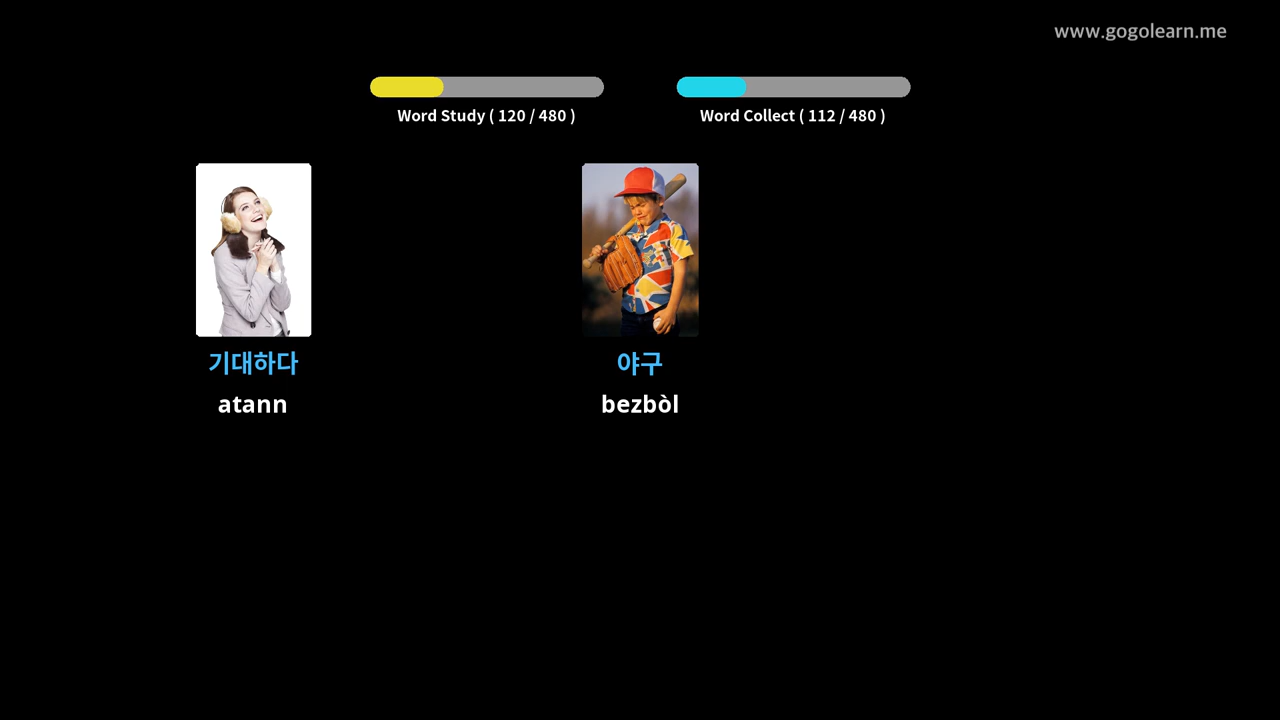 www.gogolearn.me
Word Study ( 120 / 480 )
Word Collect ( 112 / 480 )
기대하다
atann
야구
bezbòl